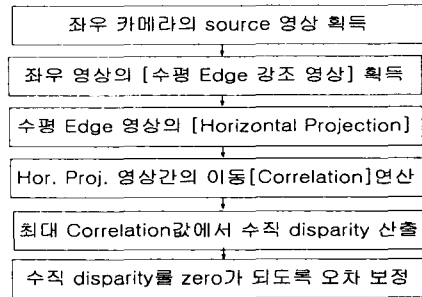 좌우 카메라의 source 영상 획득
좌우 영상의 [수평 Edge 강조 영상] 획득
수평 Edge 영상의 [Horizontal Projection]
Hor. Proj. 영상간의 이동[Correlation]연산
최대 Correlation값에서 수직 disparity 산출
수직 disparity를 zero가 되도록 오차 보정